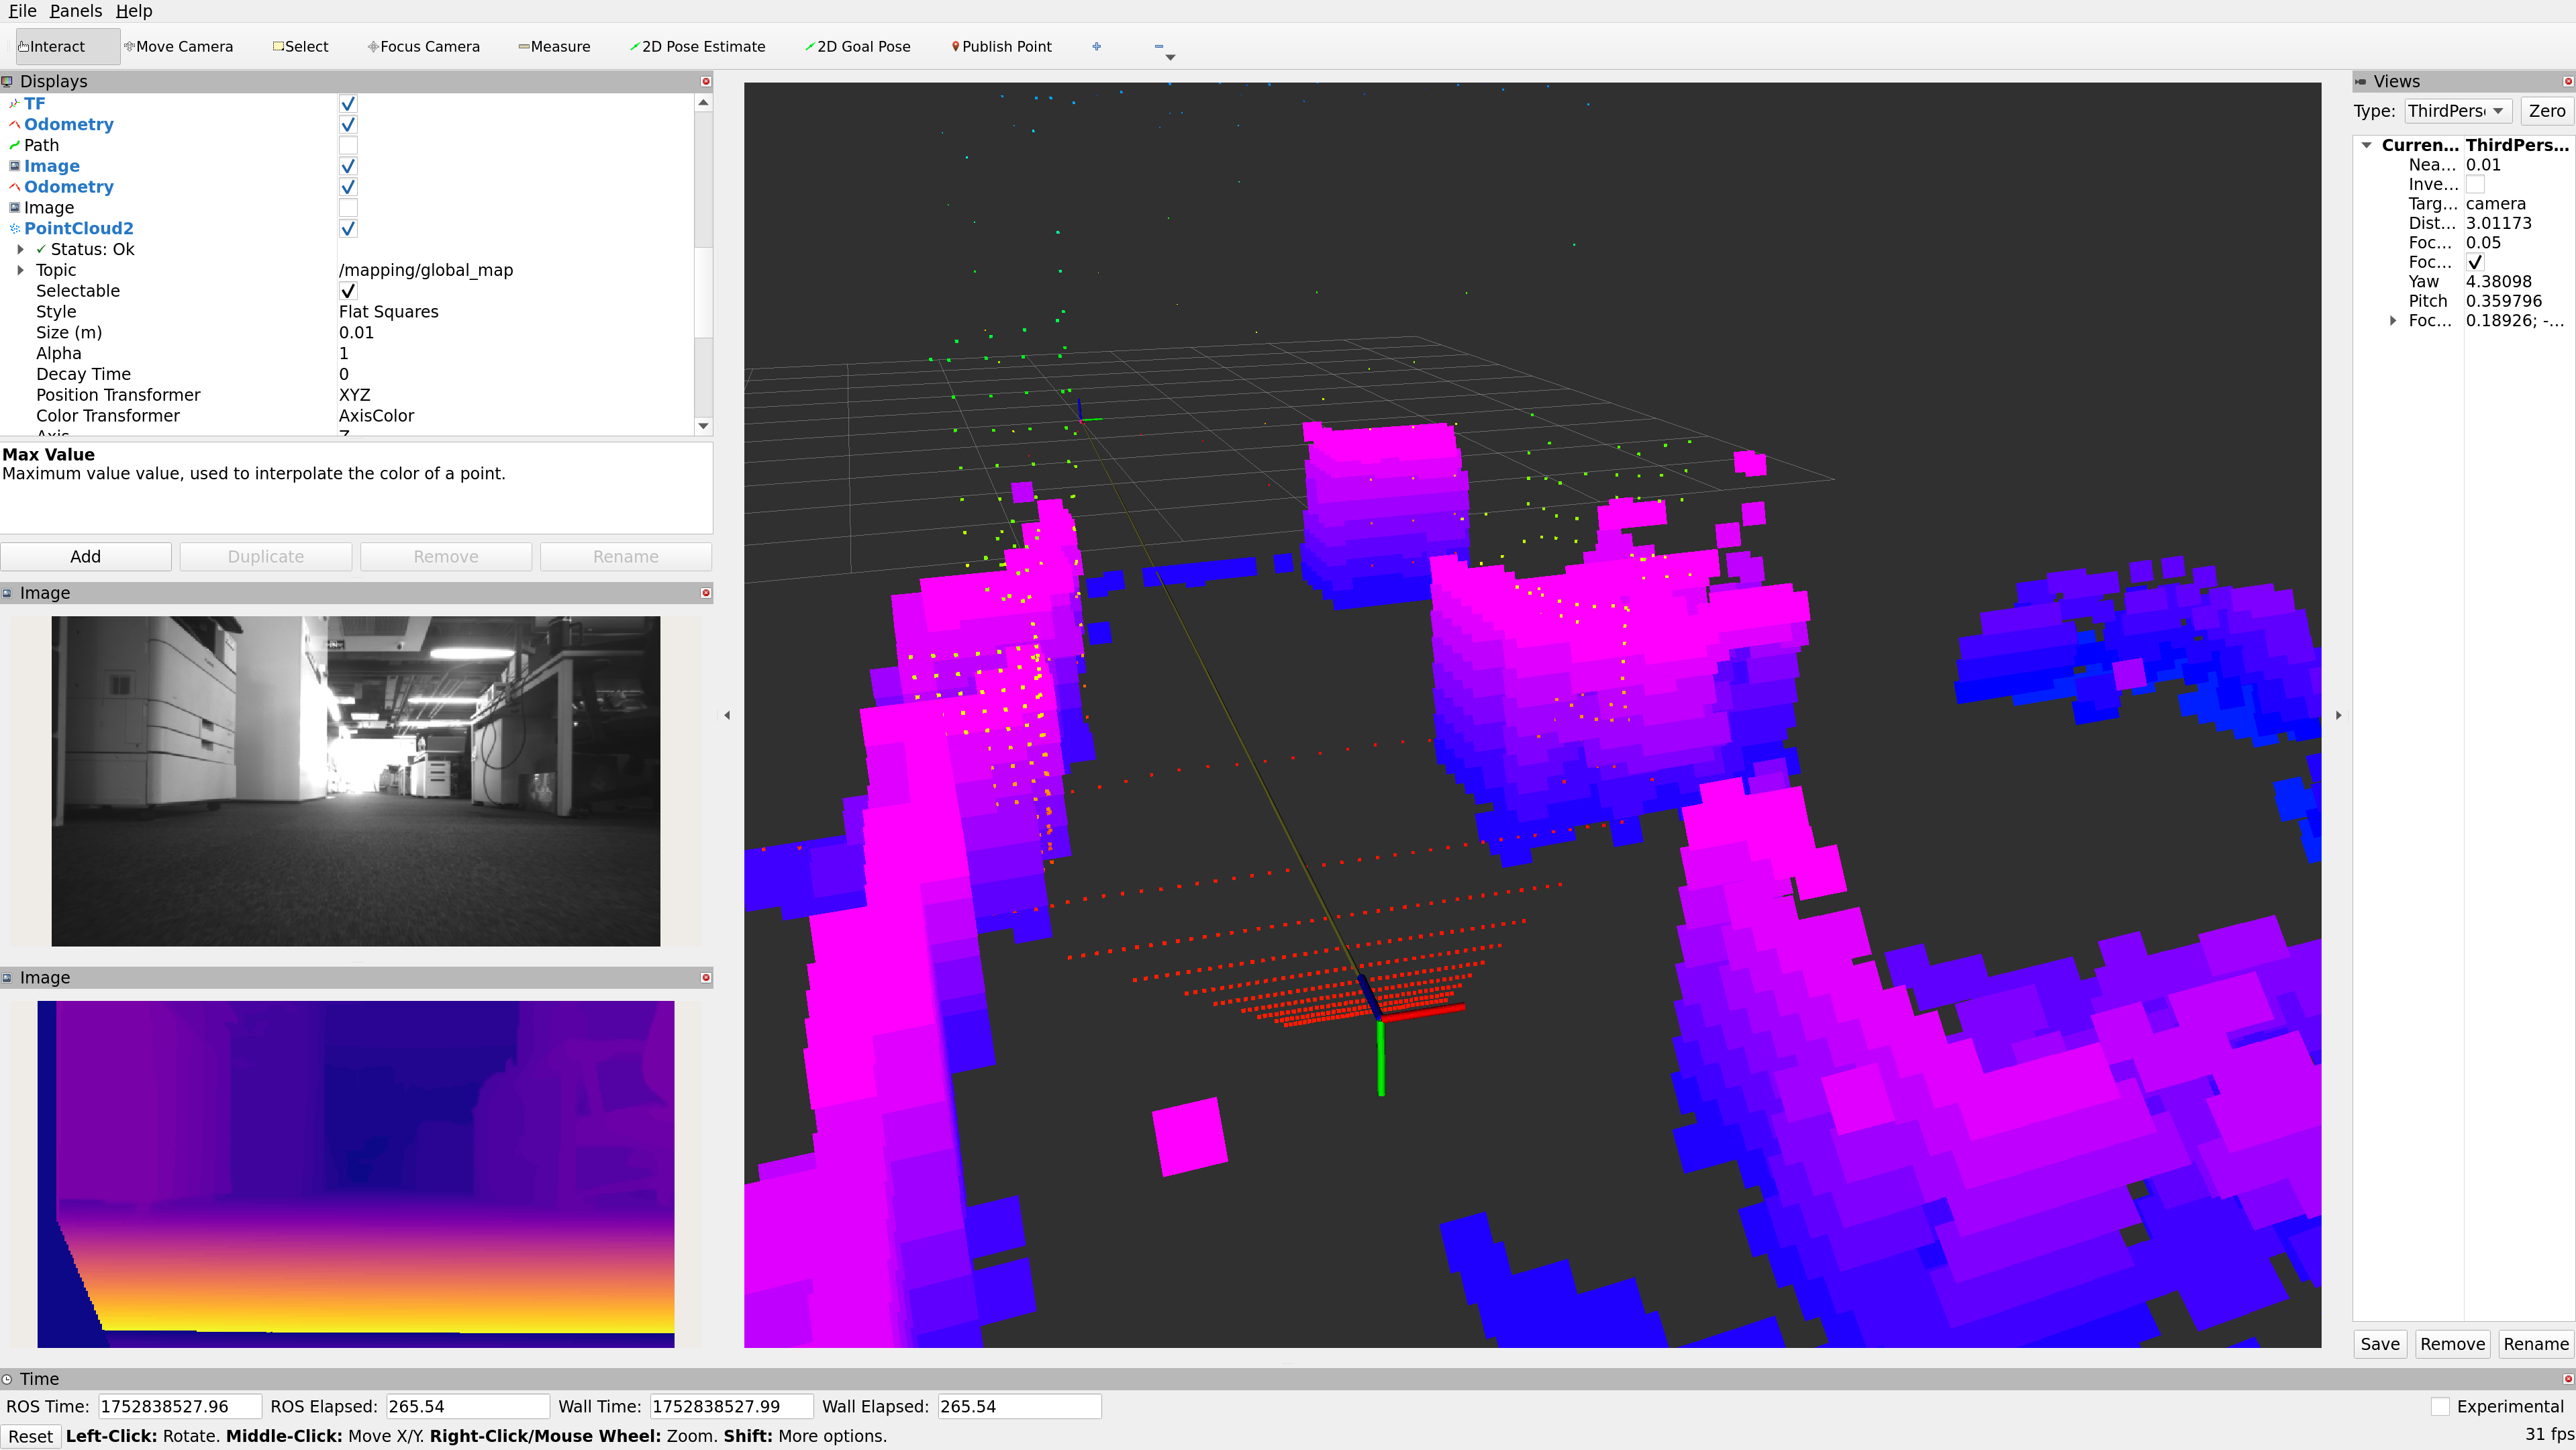 File Panels Help
Interact Move Camera Select Focus Camera Measure 2D Pose Estimate 2D Goal Pose Publish Point
Displays
TF
Odometry
Path
Image
Odometry
Image
PointCloud2
Status: Ok
Topic /mapping/global_map
Selectable
Style Flat Squares
Size (m) 0.01
Alpha 1
Decay Time 0
Position Transformer XYZ
Color Transformer AxisColor
Axis Z
Max Value
Maximum value value, used to interpolate the color of a point.
Add Duplicate Remove Rename
Image
Image
Views
Type: ThirdPers Zero
Curren... ThirdPers...
Nea... 0.01
Inve...
Targ... camera
Dist... 3.01173
Foc... 0.05
Foc...
Yaw 4.38098
Pitch 0.359796
Foc... 0.18926; -...
Save Remove Rename
Time
ROS Time: 1752838527.96 ROS Elapsed: 265.54 Wall Time: 1752838527.99 Wall Elapsed: 265.54 Experimental
Reset Left-Click: Rotate. Middle-Click: Move X/Y. Right-Click/Mouse Wheel: Zoom. Shift: More options. 31 fps